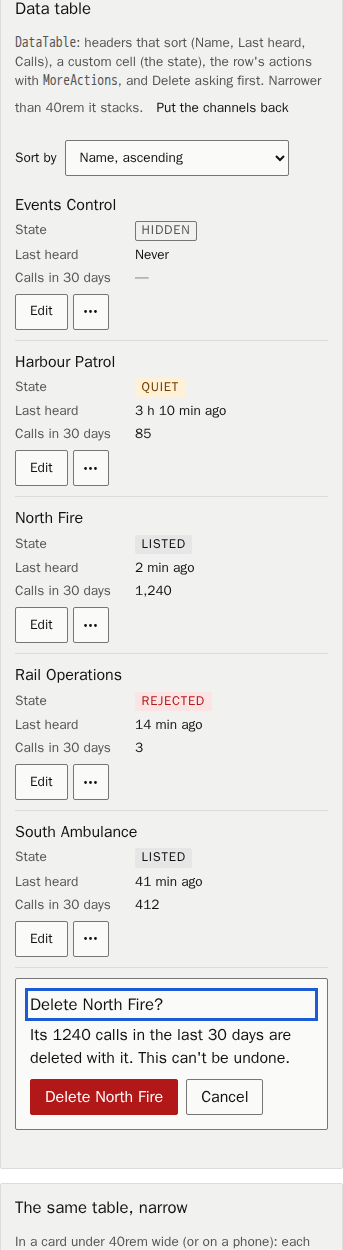 Data table
DataTable: headers that sort (Name, Last heard,
Calls), a custom cell (the state), the row's actions
with MoreActions, and Delete asking first. Narrower
than 40rem it stacks. Put the channels back
Sort by Name, ascending
Events Control
State HIDDEN
Last heard Never
Calls in 30 days —
Edit •••
Harbour Patrol
State QUIET
Last heard 3 h 10 min ago
Calls in 30 days 85
Edit •••
North Fire
State LISTED
Last heard 2 min ago
Calls in 30 days 1,240
Edit •••
Rail Operations
State REJECTED
Last heard 14 min ago
Calls in 30 days 3
Edit •••
South Ambulance
State LISTED
Last heard 41 min ago
Calls in 30 days 412
Edit •••
Delete North Fire?
Its 1240 calls in the last 30 days are
deleted with it. This can't be undone.
Delete North Fire Cancel
The same table, narrow
In a card under 40rem wide (or on a phone): each